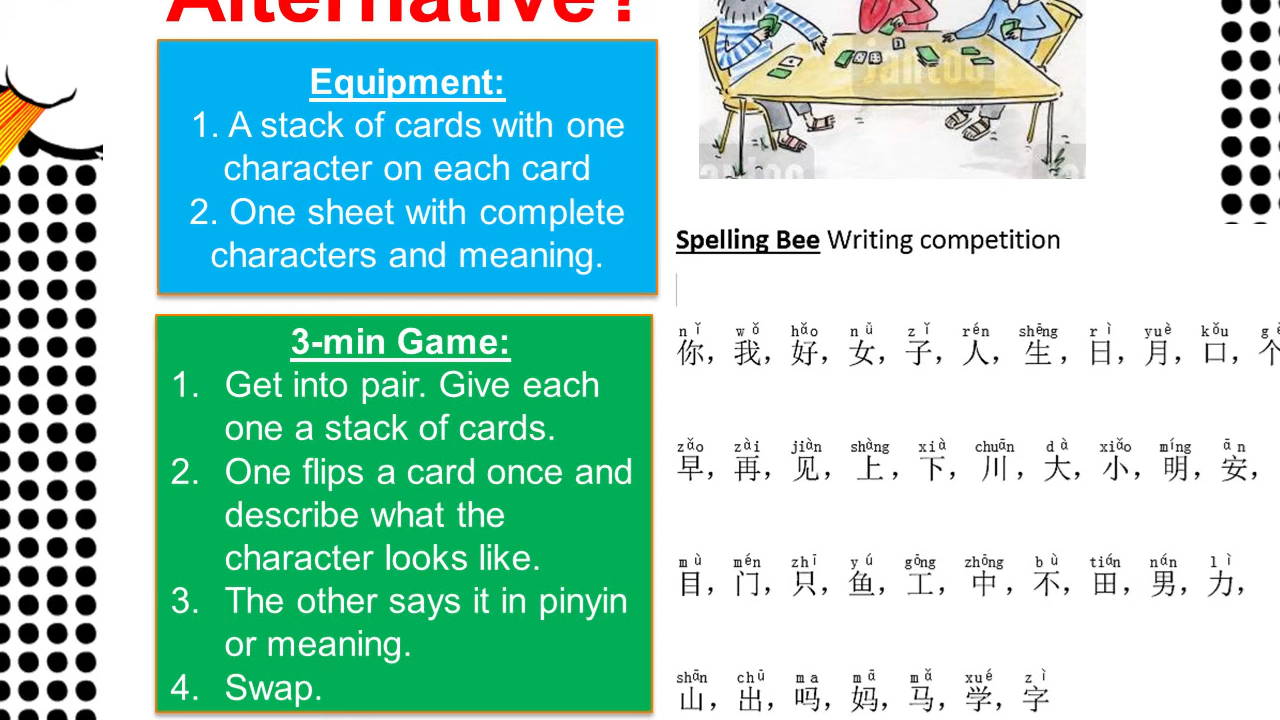 Alternative?
Equipment:
1. A stack of cards with one
character on each card
2. One sheet with complete
characters and meaning.
3-min Game:
1. Get into pair. Give each
one a stack of cards.
2. One flips a card once and
describe what the
character looks like.
3. The other says it in pinyin
or meaning.
4. Swap.
jantoo
Spelling Bee Writing competition
nǐ wǒ hǎo nǚ zǐ rén shēng rì yuè kǒu gè
你，我，好，女，子，人，生，日，月，口，个
zǎo zài jiàn shàng xià chuān dà xiǎo míng ān
早，再，见，上，下，川，大，小，明，安，
mù mén zhī yú gōng zhōng bù tián nán lì
目，门，只，鱼，工，中，不，田，男，力，
shān chū ma mā mǎ xué zì
山，出，吗，妈，马，学，字